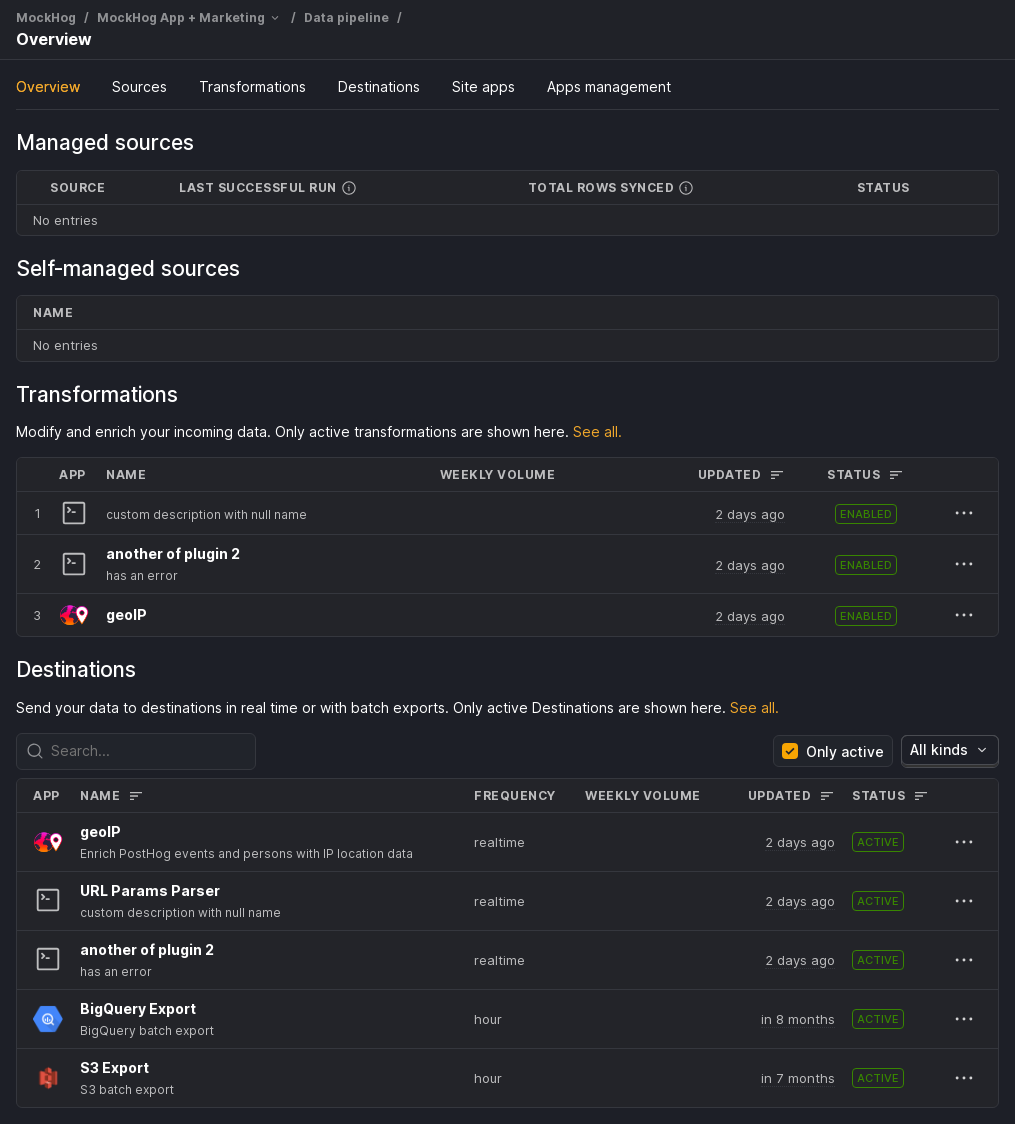 MockHog / MockHog App + Marketing / Data pipeline /
Overview
Overview Sources Transformations Destinations Site apps Apps management
Managed sources
SOURCE LAST SUCCESSFUL RUN TOTAL ROWS SYNCED STATUS
No entries
Self-managed sources
NAME
No entries
Transformations
Modify and enrich your incoming data. Only active transformations are shown here. See all.
APP NAME WEEKLY VOLUME UPDATED STATUS
1 custom description with null name 2 days ago ENABLED
another of plugin 2
2 has an error 2 days ago ENABLED
3 geoIP 2 days ago ENABLED
Destinations
Send your data to destinations in real time or with batch exports. Only active Destinations are shown here. See all.
Search... Only active All kinds
APP NAME FREQUENCY WEEKLY VOLUME UPDATED STATUS
geoIP
Enrich PostHog events and persons with IP location data realtime 2 days ago ACTIVE
URL Params Parser
custom description with null name realtime 2 days ago ACTIVE
another of plugin 2
has an error realtime 2 days ago ACTIVE
BigQuery Export
BigQuery batch export hour in 8 months ACTIVE
S3 Export
S3 batch export hour in 7 months ACTIVE